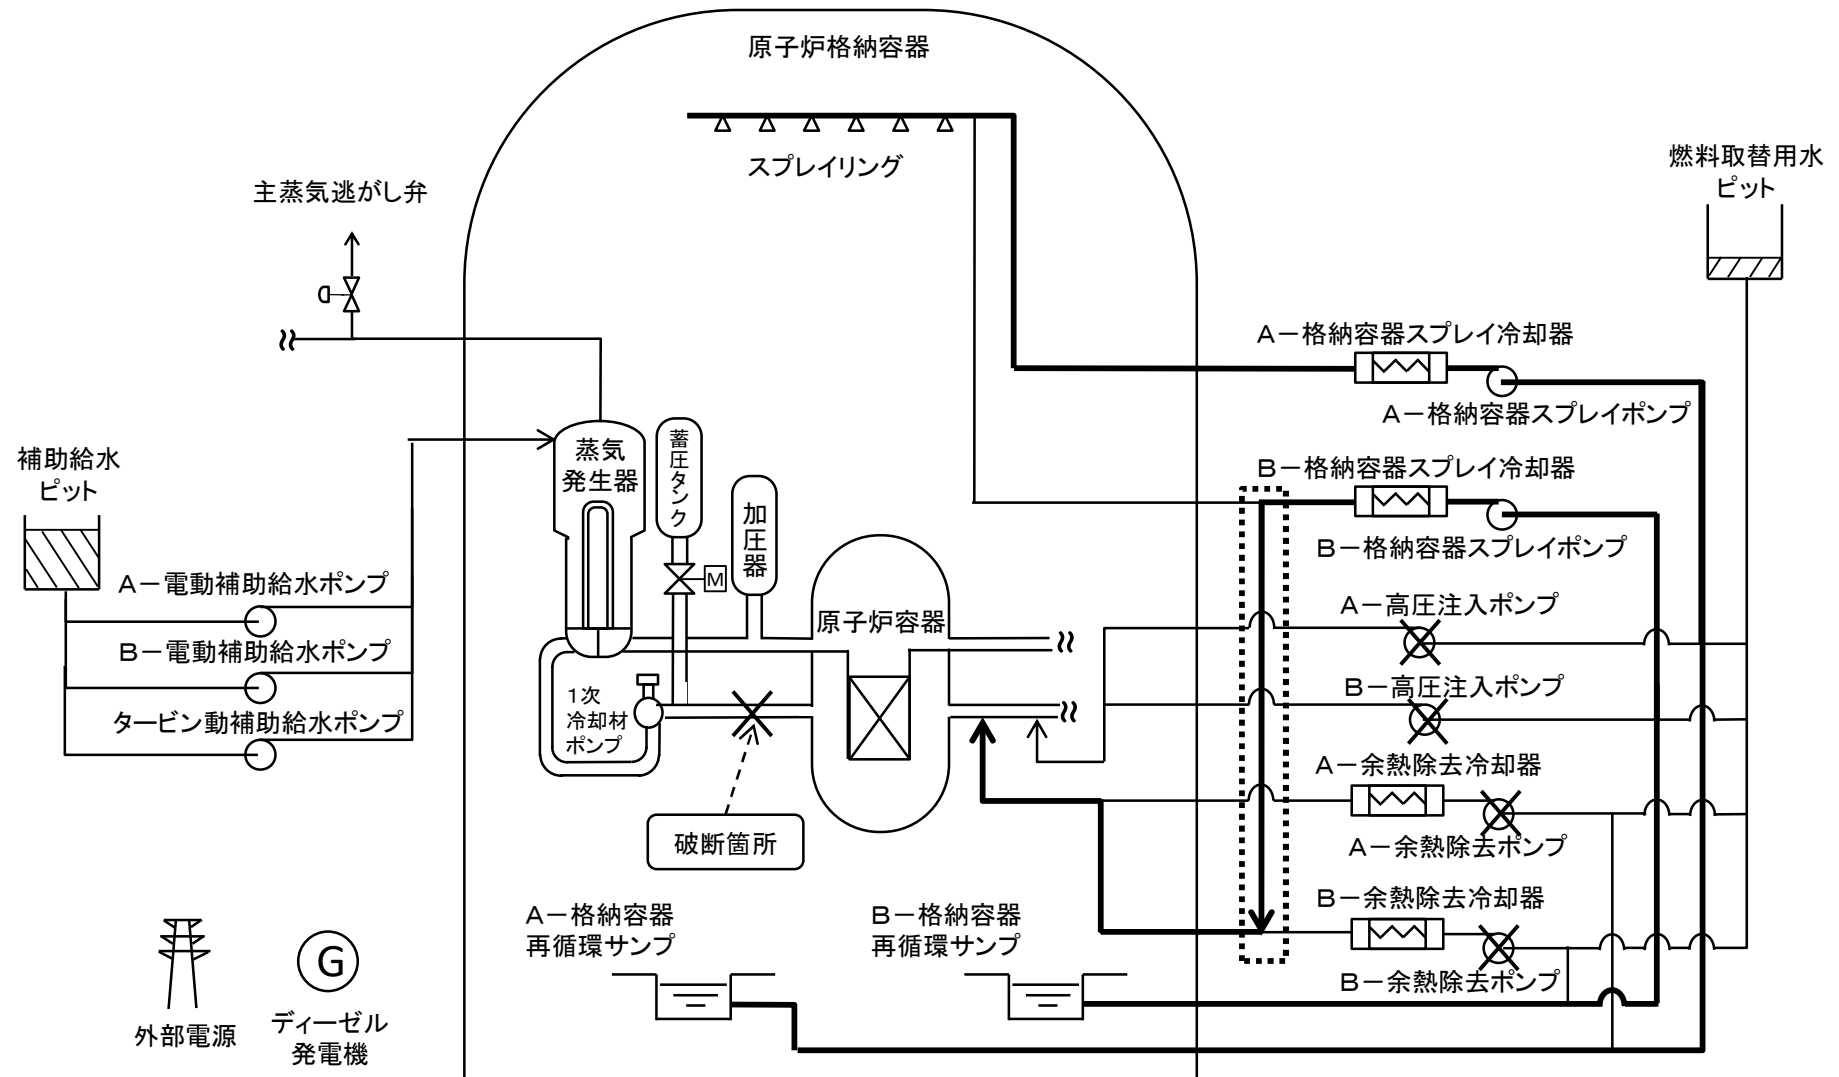 原子炉格納容器
スプレイリング
燃料取替用水
ピット
主蒸気逃がし弁
A－格納容器スプレイ冷却器
A－格納容器スプレイポンプ
B－格納容器スプレイ冷却器
B－格納容器スプレイポンプ
補助給水
ピット
蒸気
発生器
蓄圧タンク
加圧器
M
A－電動補助給水ポンプ
B－電動補助給水ポンプ
タービン動補助給水ポンプ
原子炉容器
A－高圧注入ポンプ
B－高圧注入ポンプ
1次
冷却材
ポンプ
A－余熱除去冷却器
A－余熱除去ポンプ
破断箇所
B－余熱除去冷却器
B－余熱除去ポンプ
A－格納容器
再循環サンプ
B－格納容器
再循環サンプ
G
外部電源
ディーゼル
発電機